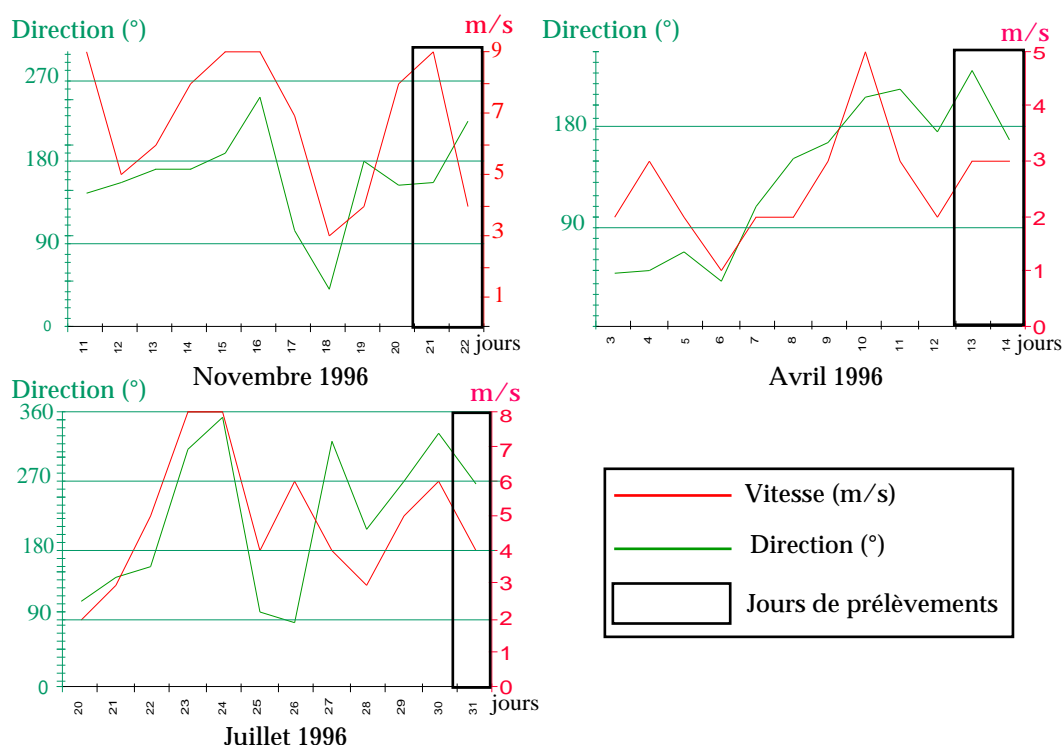 Direction (°)
m/s
270
180
90
0
9
7
5
3
1
11 12 13 14 15 16 17 18 19 20 21 22 jours
Novembre 1996
Direction (°)
m/s
180
90
5
4
3
2
1
0
3 4 5 6 7 8 9 10 11 12 13 14 jours
Avril 1996
Direction (°)
m/s
360
270
180
90
0
8
7
6
5
4
3
2
1
0
20 21 22 23 24 25 26 27 28 29 30 31 jours
Juillet 1996
Vitesse (m/s)
Direction (°)
Jours de prélèvements